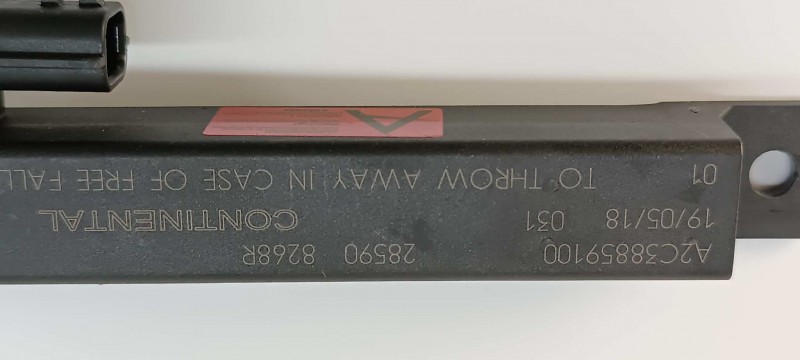 A2C38859100 28590 8268R
19/05/18 031 CONTINENTAL
01 TO THROW AWAY IN CASE OF FREE FALL